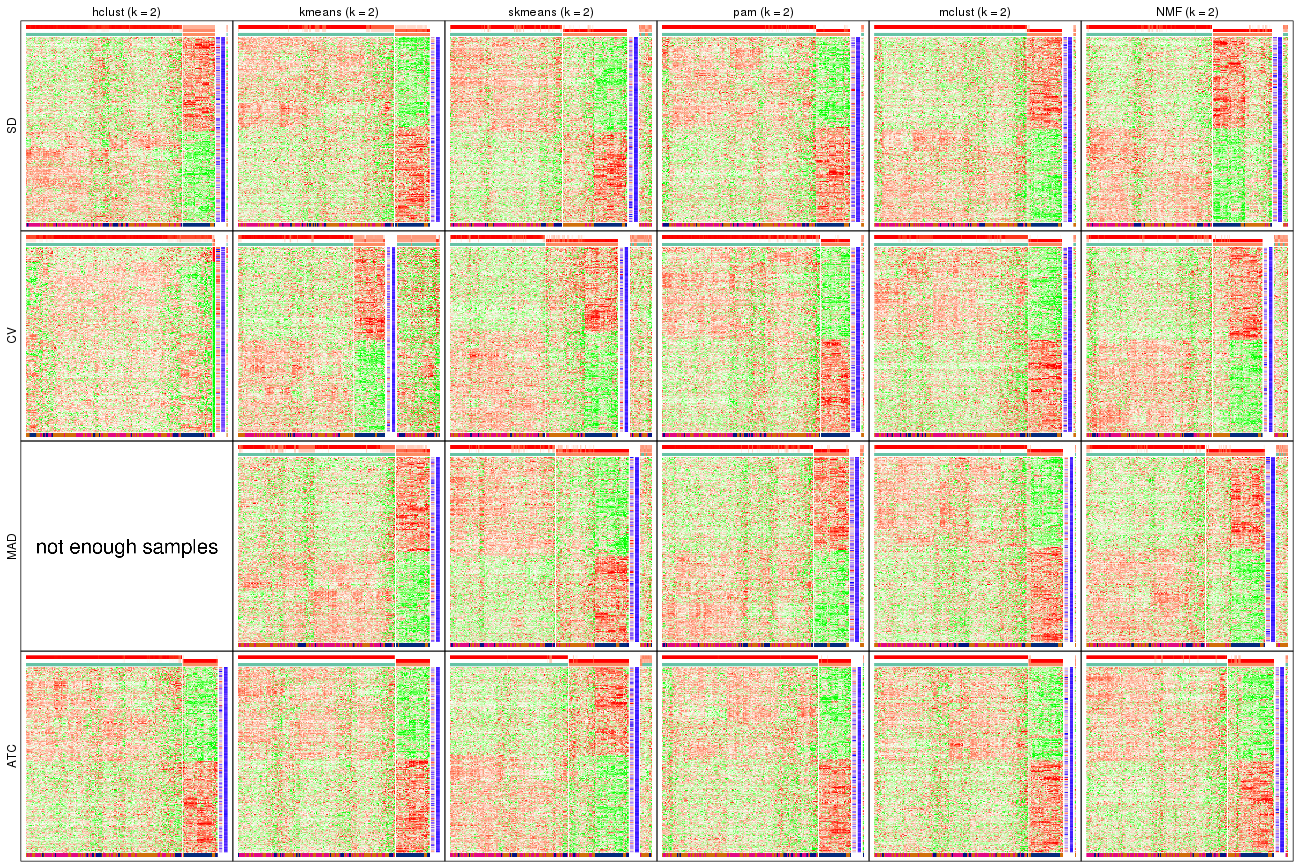 hclust (k = 2) kmeans (k = 2) skmeans (k = 2) pam (k = 2) mclust (k = 2) NMF (k = 2)
SD
CV
MAD
not enough samples
ATC